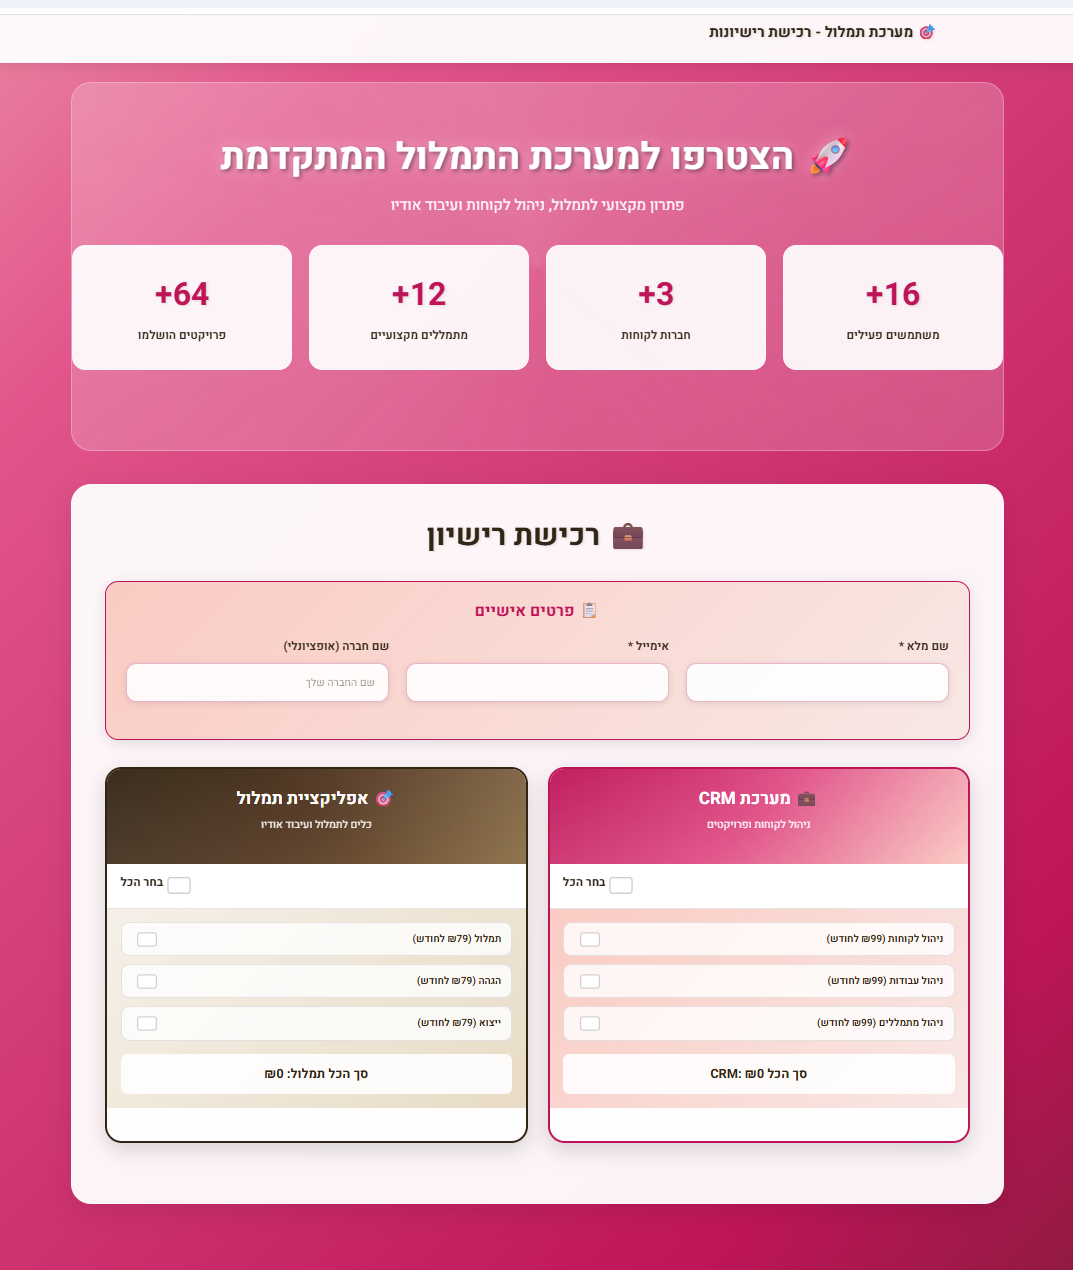 🎯 מערכת תמלול - רכישת רישיונות
🚀 הצטרפו למערכת התמלול המתקדמת
פתרון מקצועי לתמלול, ניהול לקוחות ועיבוד אודיו
16+
משתמשים פעילים
3+
חברות לקוחות
12+
מתמללים מקצועיים
64+
פרויקטים הושלמו
💼 רכישת רישיון
📋 פרטים אישיים
שם מלא *
אימייל *
שם חברה (אופציונלי)
שם החברה שלך
💼 מערכת CRM
ניהול לקוחות ופרויקטים
בחר הכל
ניהול לקוחות (₪99 לחודש)
ניהול עבודות (₪99 לחודש)
ניהול מתמללים (₪99 לחודש)
סך הכל CRM: ₪0
🎯 אפליקציית תמלול
כלים לתמלול ועיבוד אודיו
בחר הכל
תמלול (₪79 לחודש)
הגהה (₪79 לחודש)
ייצוא (₪79 לחודש)
סך הכל תמלול: ₪0